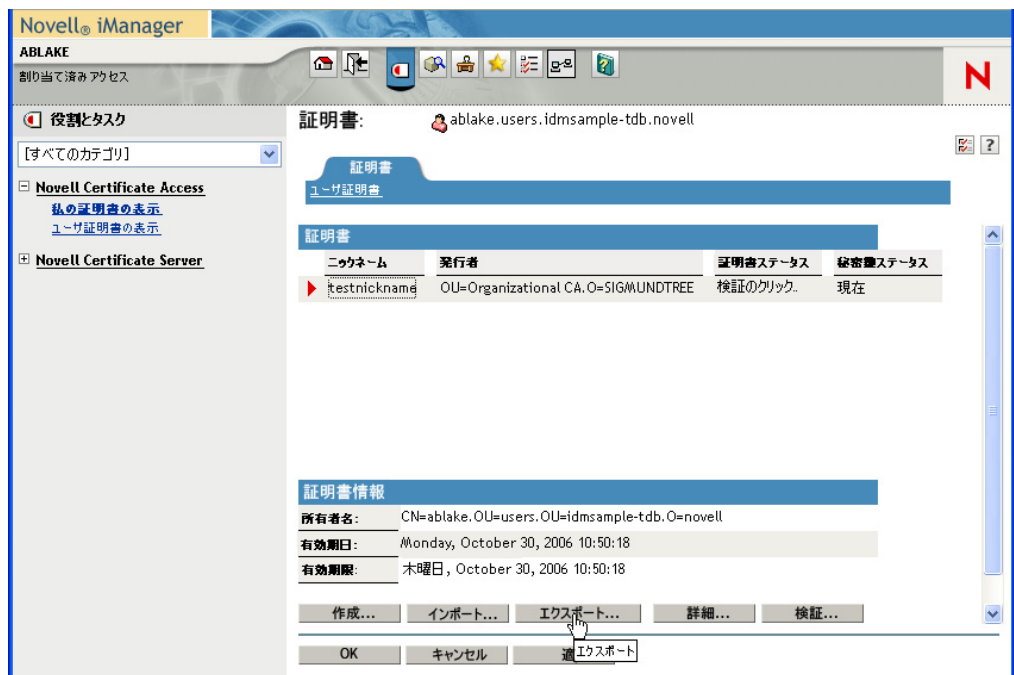 Novell® iManager
ABLAKE
割り当て済みアクセス
N
役割とタスク
[すべてのカテゴリ]
Novell Certificate Access
私の証明書の表示
ユーザ証明書の表示
Novell Certificate Server
証明書: ablake.users.idmsample-tdb.novell
?
証明書
ユーザ証明書
証明書
ニックネーム 発行者 証明書ステータス 秘密鍵ステータス
testnickname OU=Organizational CA.O=SIGMUNDTREE 検証のクリック.. 現在
証明書情報
所有者名: CN=ablake.OU=users.OU=idmsample-tdb.O=novell
有効期日: Monday, October 30, 2006 10:50:18
有効期限: 木曜日, October 30, 2006 10:50:18
作成... インポート... エクスポート... 詳細... 検証...
OK キャンセル 適
エクスポート